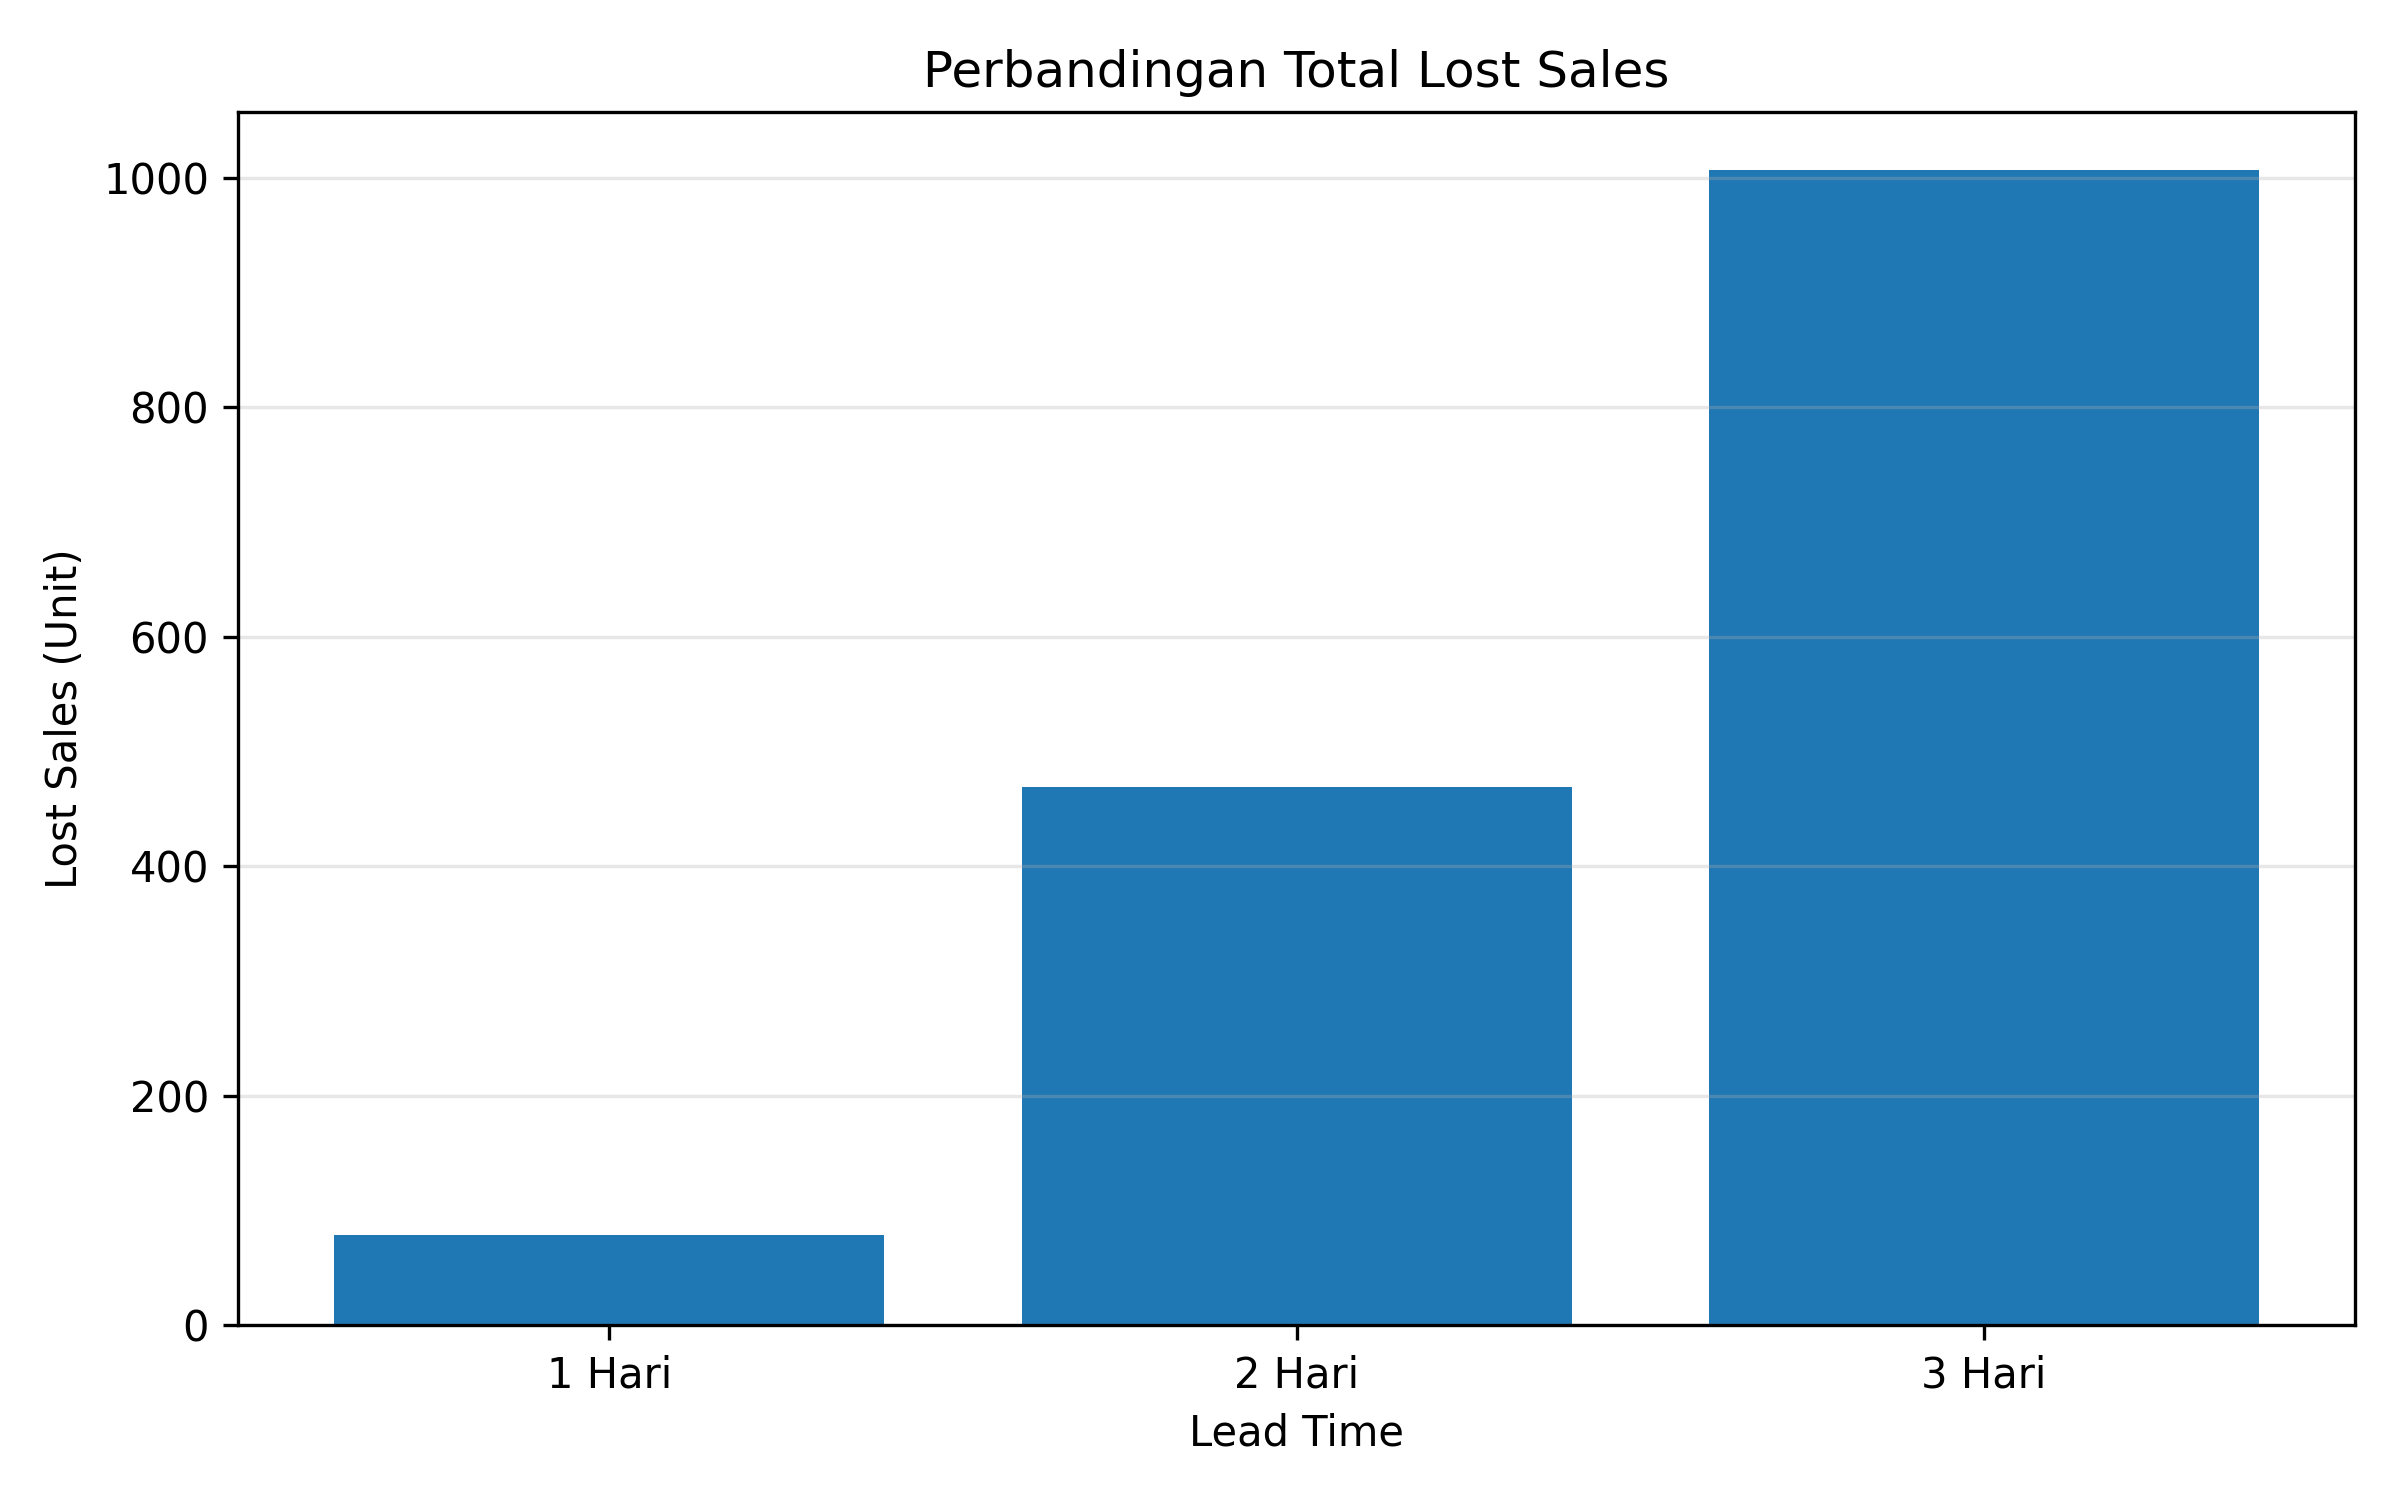 Perbandingan Total Lost Sales
1000
800
600
400
200
0
Lost Sales (Unit)
1 Hari
2 Hari
3 Hari
Lead Time